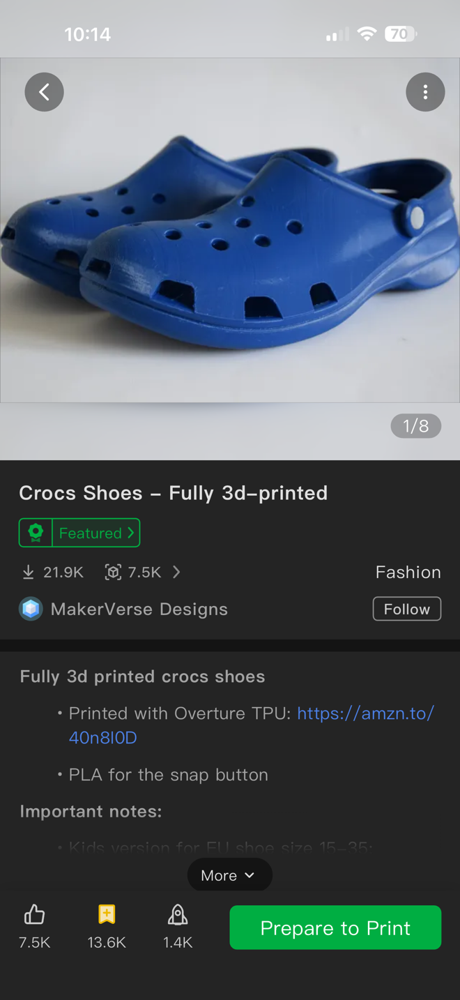 10:14
70
1/8
Crocs Shoes – Fully 3d-printed
Featured
21.9K 7.5K Fashion
MakerVerse Designs Follow
Fully 3d printed crocs shoes
• Printed with Overture TPU: https://amzn.to/
40n8l0D
• PLA for the snap button
Important notes:
• Kids version for EU shoe size 15-35:
More
7.5K 13.6K 1.4K
Prepare to Print